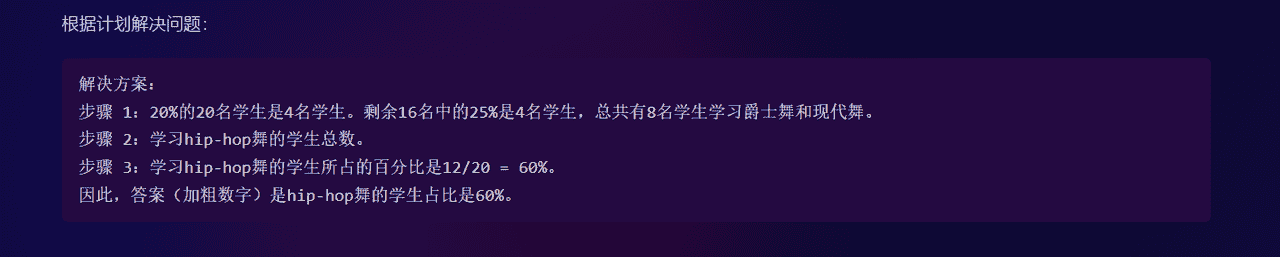 根据计划解决问题:
解决方案:
步骤 1: 20%的20名学生是4名学生。剩余16名中的25%是4名学生，总共有8名学生学习爵士舞和现代舞。
步骤 2: 学习hip-hop舞的学生总数。
步骤 3: 学习hip-hop舞的学生所占的百分比是12/20 = 60%。
因此，答案（加粗数字）是hip-hop舞的学生占比是60%。